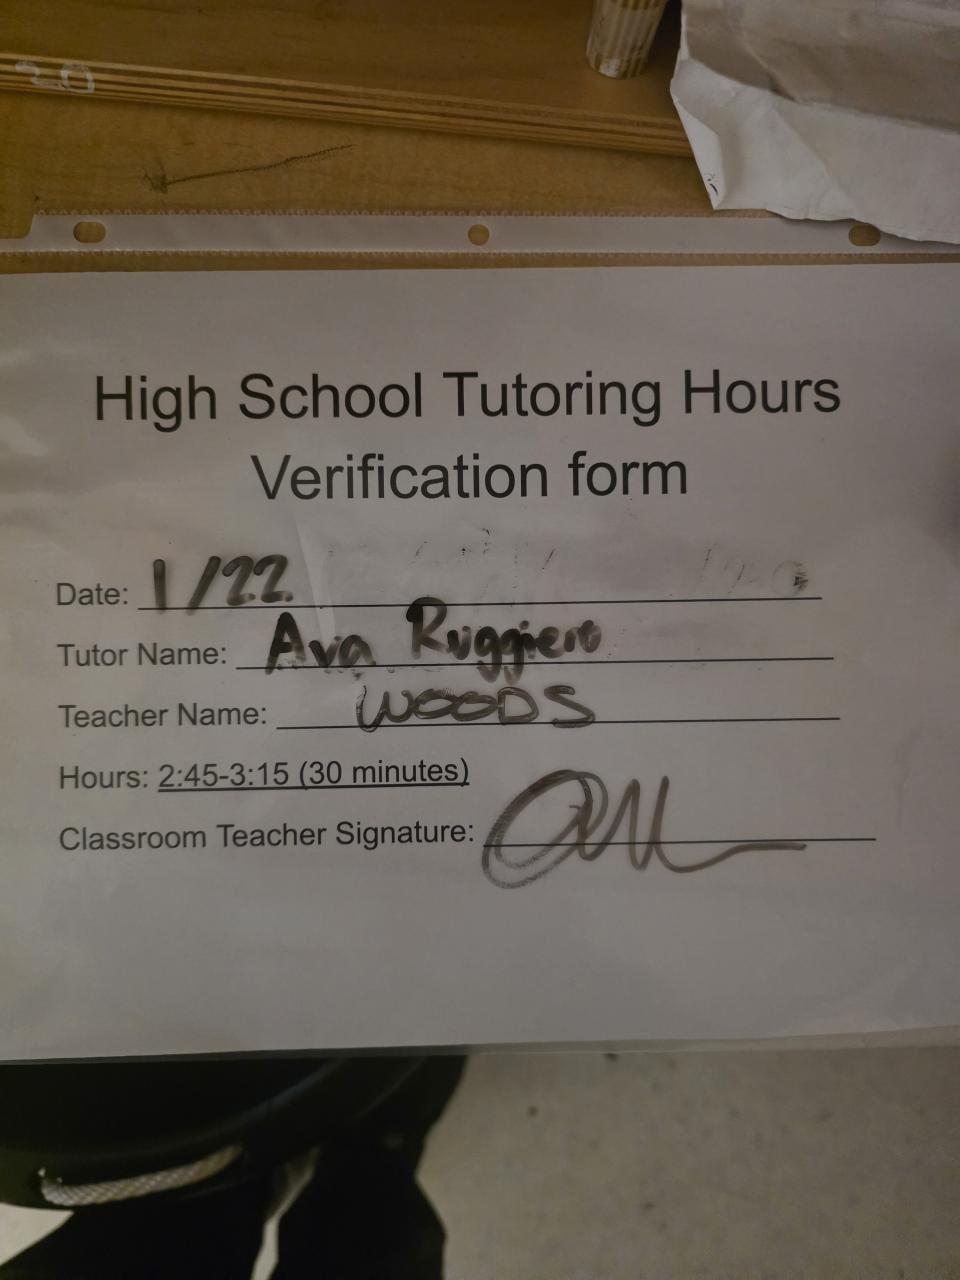 20
High School Tutoring Hours
Verification form
Date: 1/22
Tutor Name: Ava Ruggiero
Teacher Name: WOODS
Hours: 2:45-3:15 (30 minutes)
Classroom Teacher Signature: